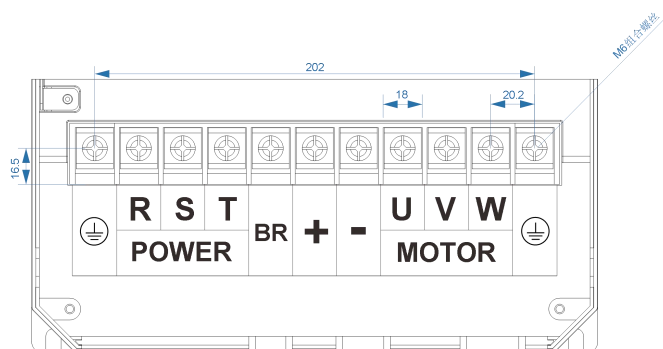 M6组合螺丝
202
18
20.2
16.5
R S T
BR + - U V W
POWER
MOTOR